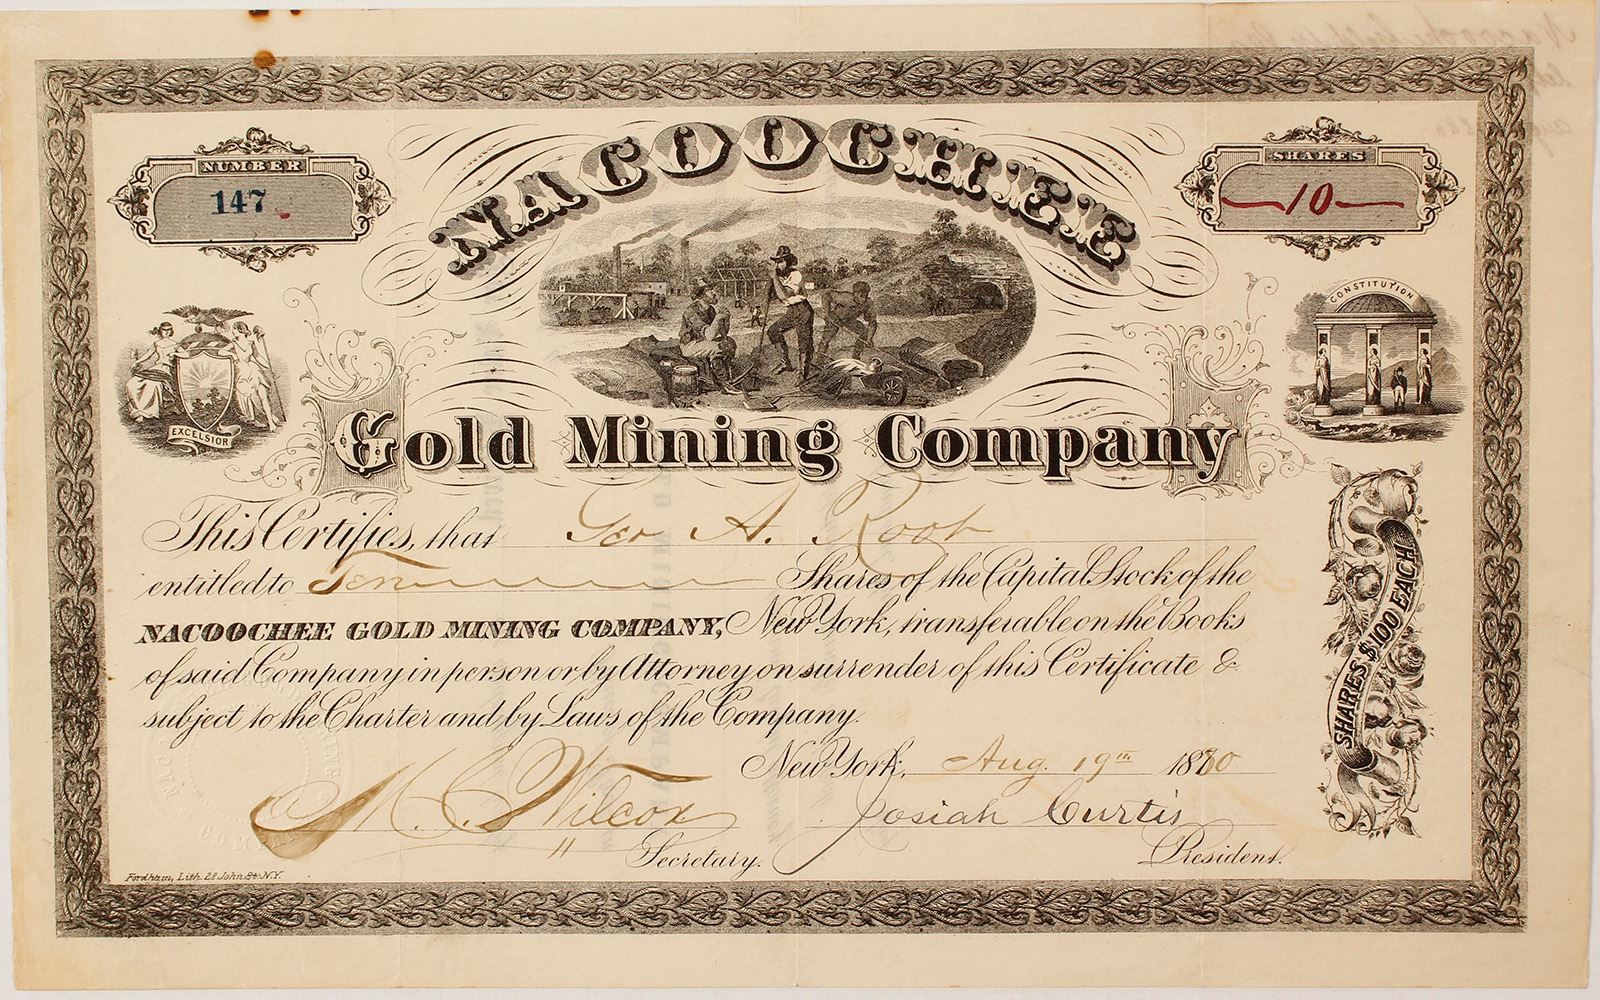 NUMBER
147
SHARES
10
NACOOCHEE
CONSTITUTION
EXCELSIOR
Gold Mining Company
This Certifies, that Geo A. Root
entitled to Ten Shares of the Capital Stock of the
NACOOCHEE GOLD MINING COMPANY, New York, transferable on the Books
of said Company in person or by Attorney on surrender of this Certificate &
subject to the Charter and by Laws of the Company.
SHARES $100 EACH
New York, Aug. 19th 1880
M. C. Wilcox Josiah Curtis
Secretary. President.
Fordham, Lith. 28 John St. N.Y.